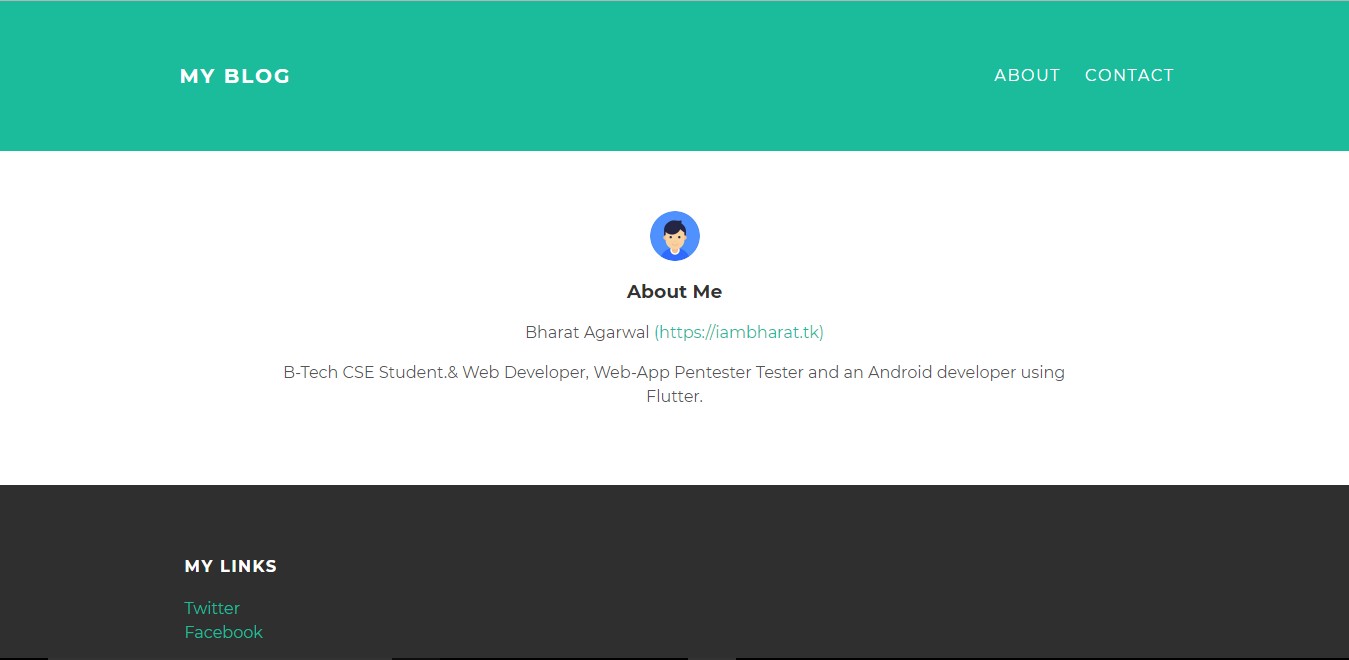 MY BLOG
ABOUT CONTACT
About Me
Bharat Agarwal (https://iambharat.tk)
B-Tech CSE Student.& Web Developer, Web-App Pentester Tester and an Android developer using
Flutter.
MY LINKS
Twitter
Facebook